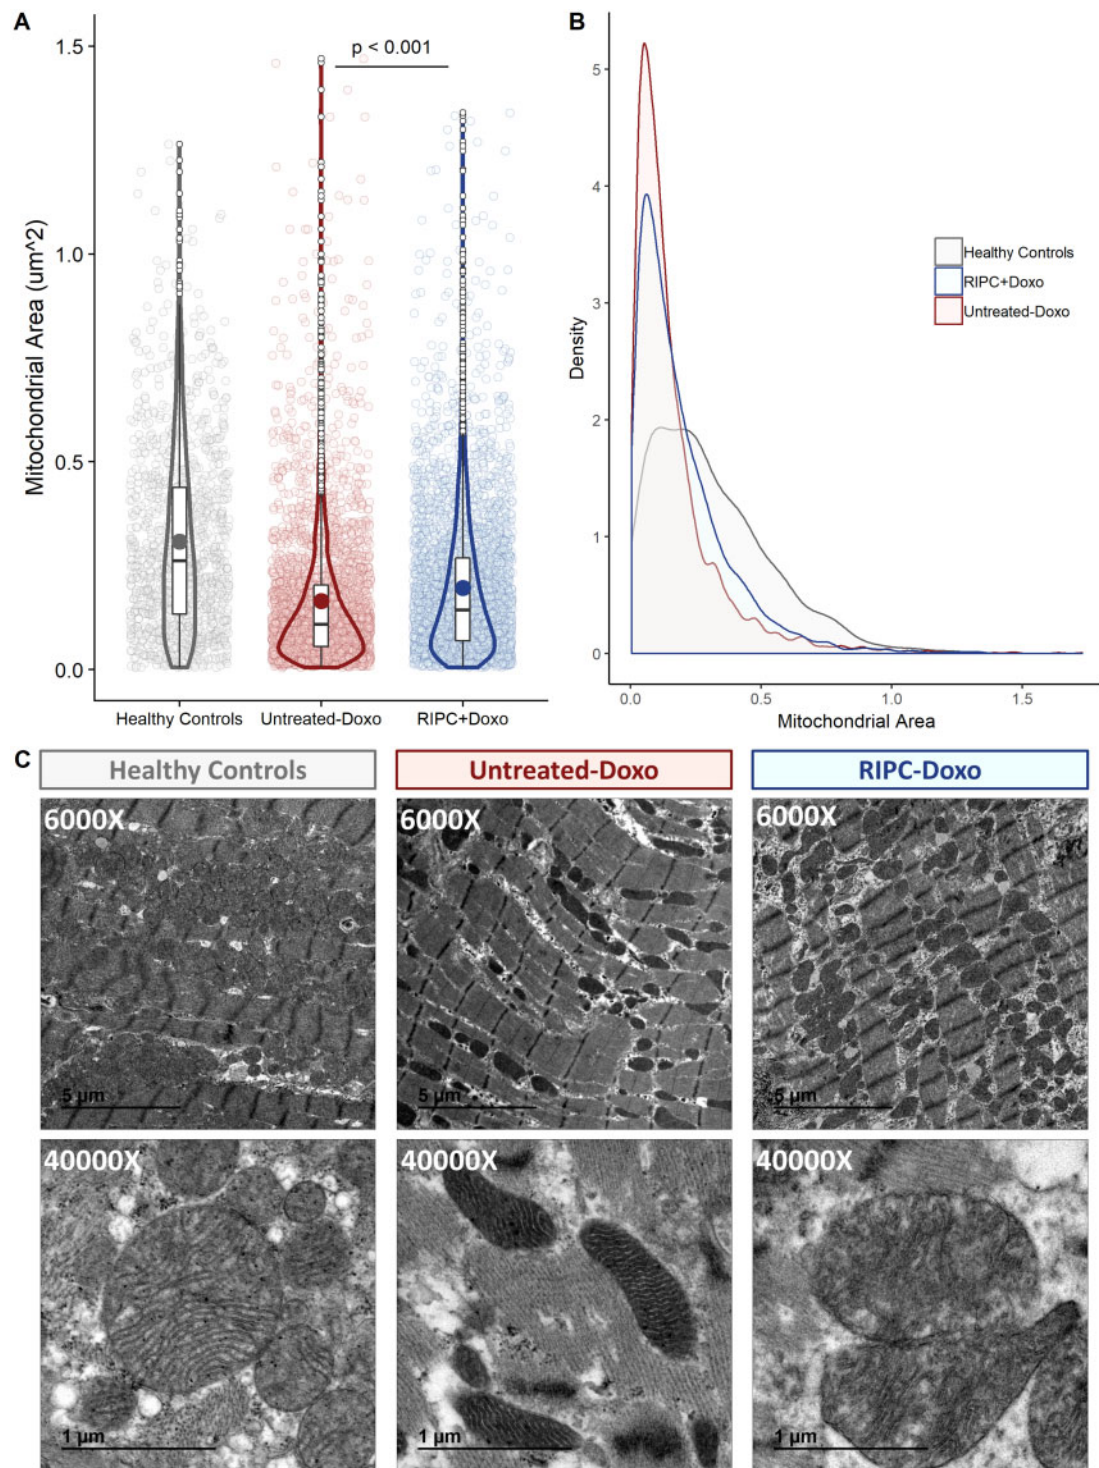 A
B
1.5
p < 0.001
1.0
0.5
0.0
Mitochondrial Area (um^2)
Healthy Controls
Untreated-Doxo
RIPC+Doxo
5
4
3
2
1
0
Density
Healthy Controls
RIPC+Doxo
Untreated-Doxo
0.0
0.5
1.0
1.5
Mitochondrial Area
C
Healthy Controls
Untreated-Doxo
RIPC-Doxo
6000X
5 µm
6000X
5 µm
6000X
5 µm
40000X
1 µm
40000X
1 µm
40000X
1 µm